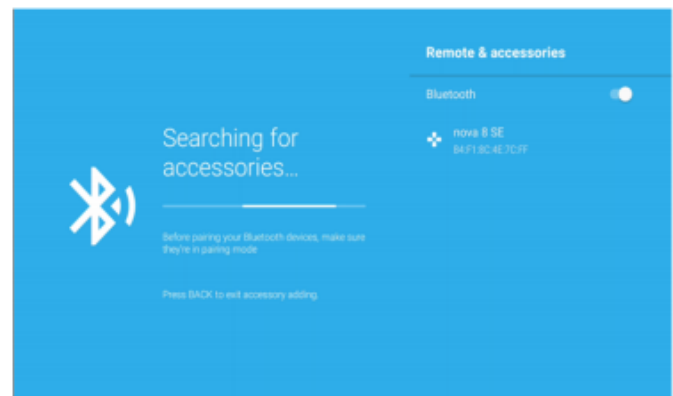 Remote & accessories
Bluetooth
nova 8 SE
B4:F1:8C:4E:7C:FF
Searching for
accessories...
Before pairing your Bluetooth devices, make sure
they're in pairing mode
Press BACK to exit accessory adding.